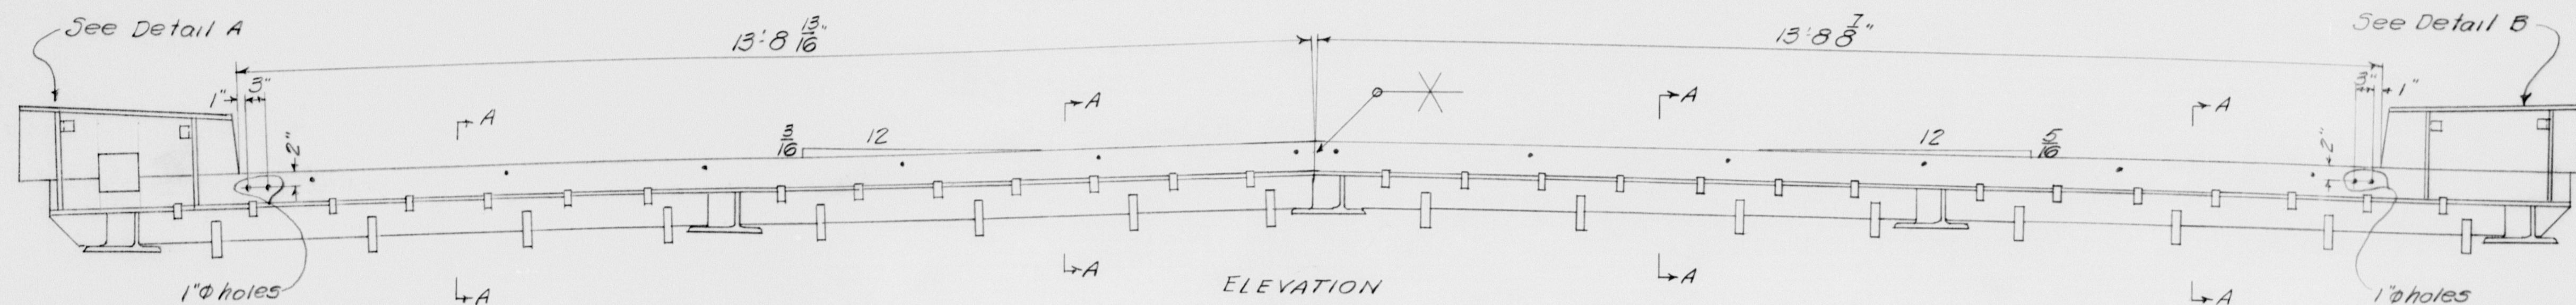 See Detail A
13'-8 13/16"
13'-8 7/8"
See Detail B
3"
1"
3"
1"
A
A
A
A
2"
3/16
12
12
5/16
2"
A
A
A
A
1"Φ holes
ELEVATION
1"Φ holes